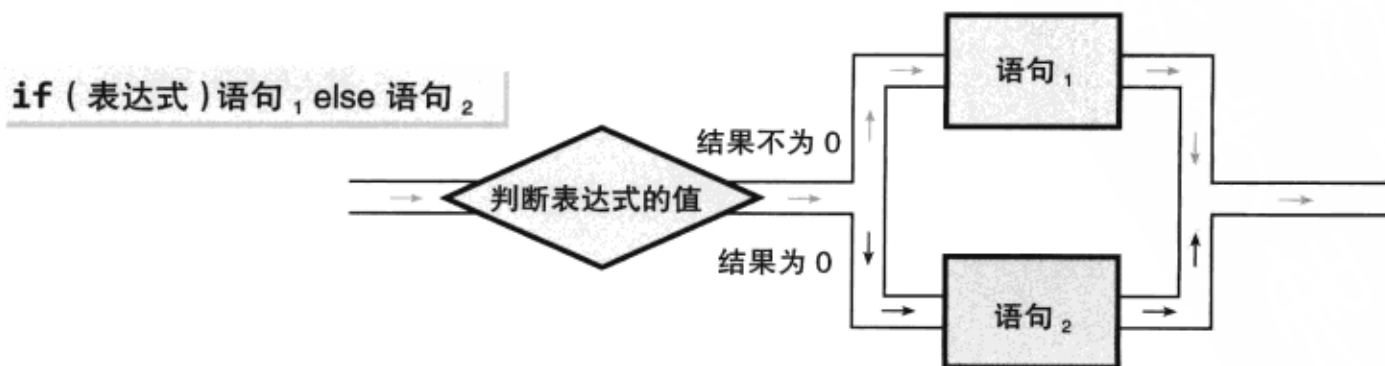 语句 1
if ( 表达式 ) 语句 1 else 语句 2
结果不为 0
判断表达式的值
结果为 0
语句 2